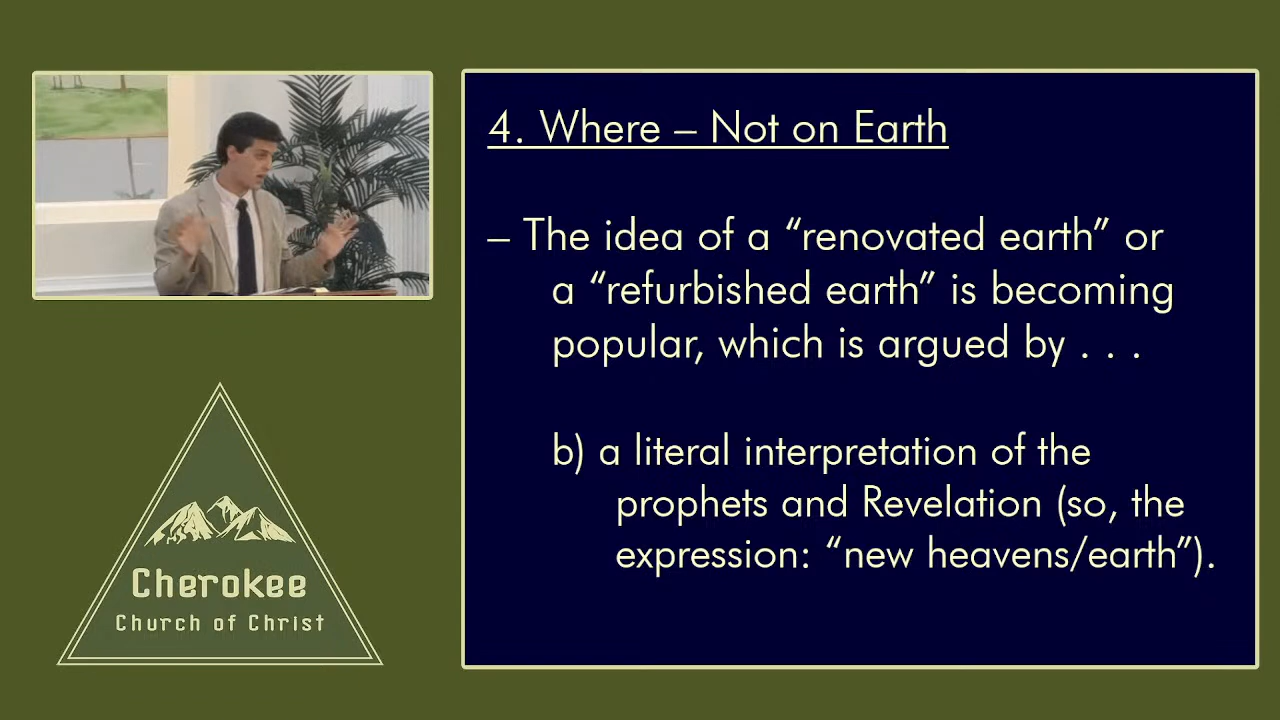 4. Where – Not on Earth
– The idea of a “renovated earth” or
a “refurbished earth” is becoming
popular, which is argued by . . .
b) a literal interpretation of the
prophets and Revelation (so, the
expression: “new heavens/earth”).
Cherokee
Church of Christ